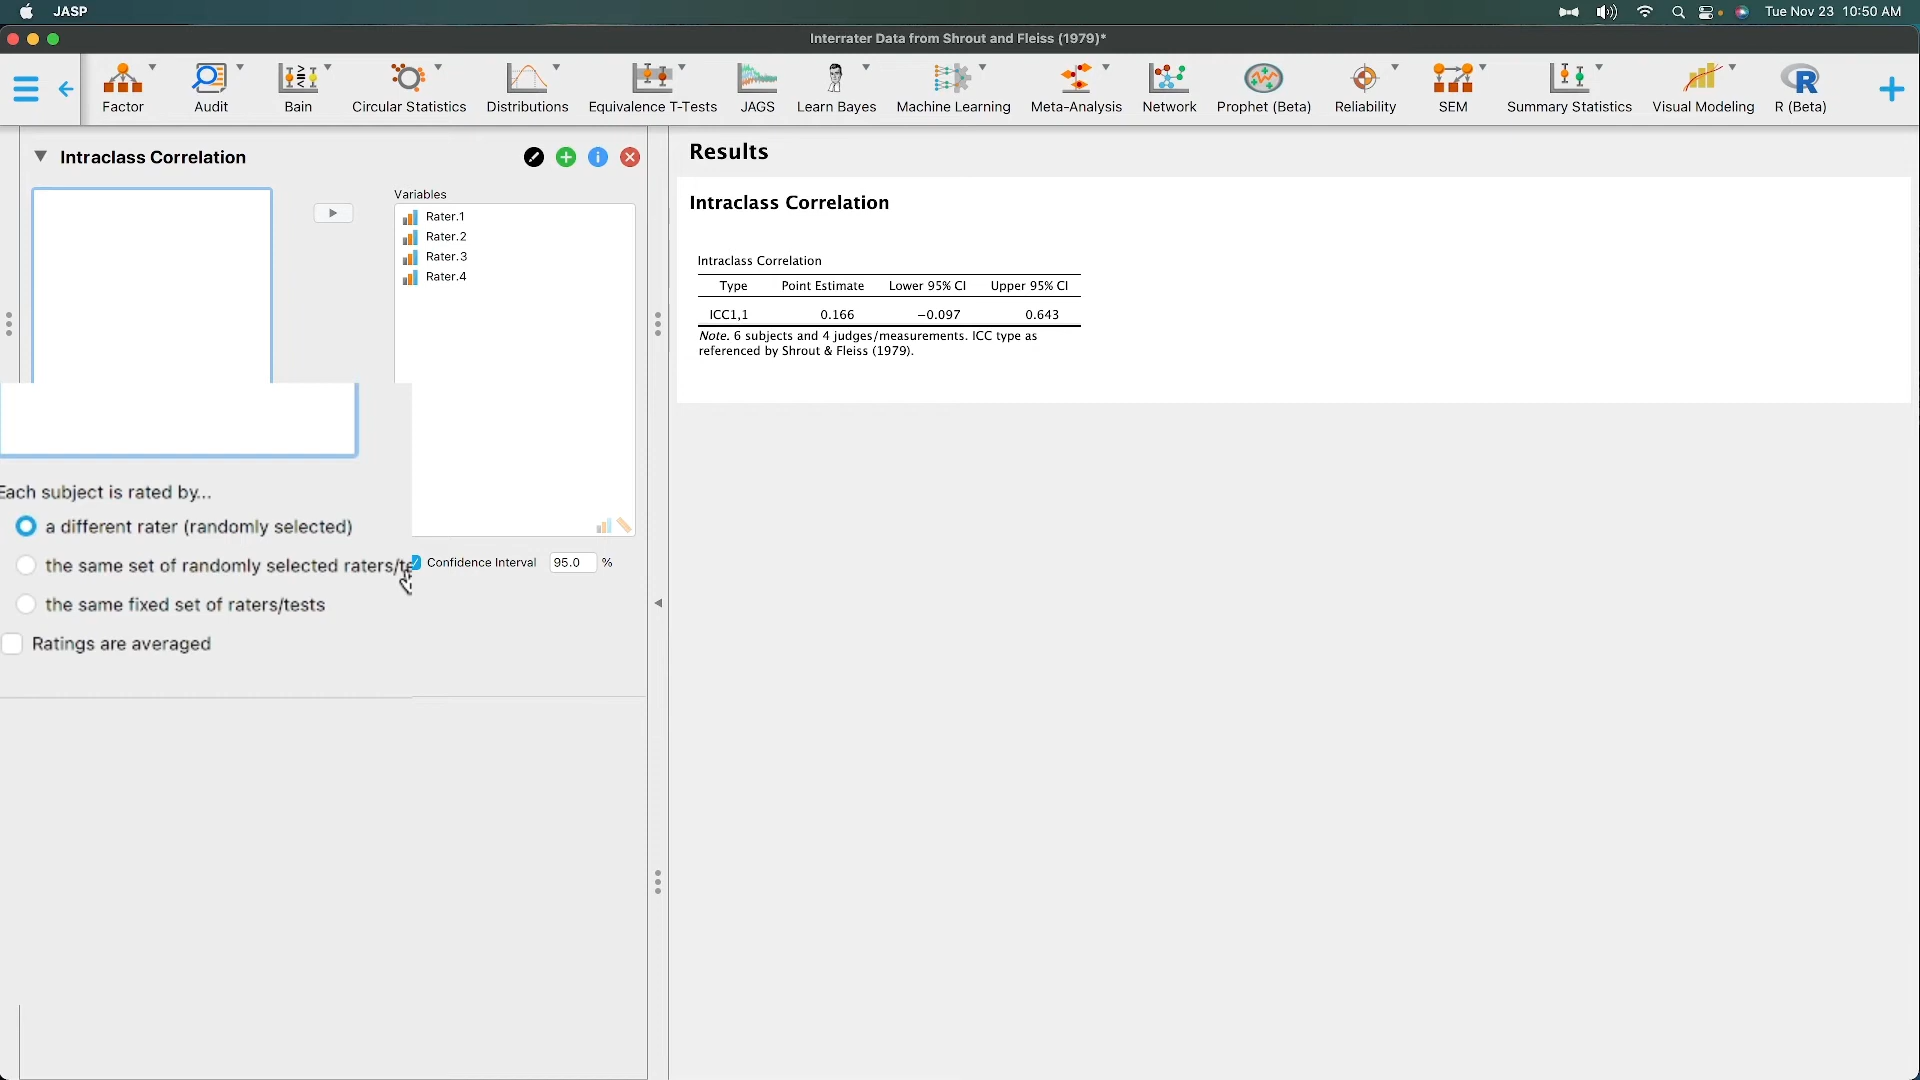 JASP
Tue Nov 23 10:50 AM
Interrater Data from Shrout and Fleiss (1979)*
Factor
Audit
Bain
Circular Statistics
Distributions
Equivalence T-Tests
JAGS
Learn Bayes
Machine Learning
Meta-Analysis
Network
Prophet (Beta)
Reliability
SEM
Summary Statistics
Visual Modeling
R (Beta)
Intraclass Correlation
Variables
Rater.1
Rater.2
Rater.3
Rater.4
Each subject is rated by...
a different rater (randomly selected)
the same set of randomly selected raters/
the same fixed set of raters/tests
Ratings are averaged
Confidence Interval 95.0 %
Results
Intraclass Correlation
Intraclass Correlation
Type Point Estimate Lower 95% CI Upper 95% CI
ICC1,1 0.166 −0.097 0.643
Note. 6 subjects and 4 judges/measurements. ICC type as
referenced by Shrout & Fleiss (1979).